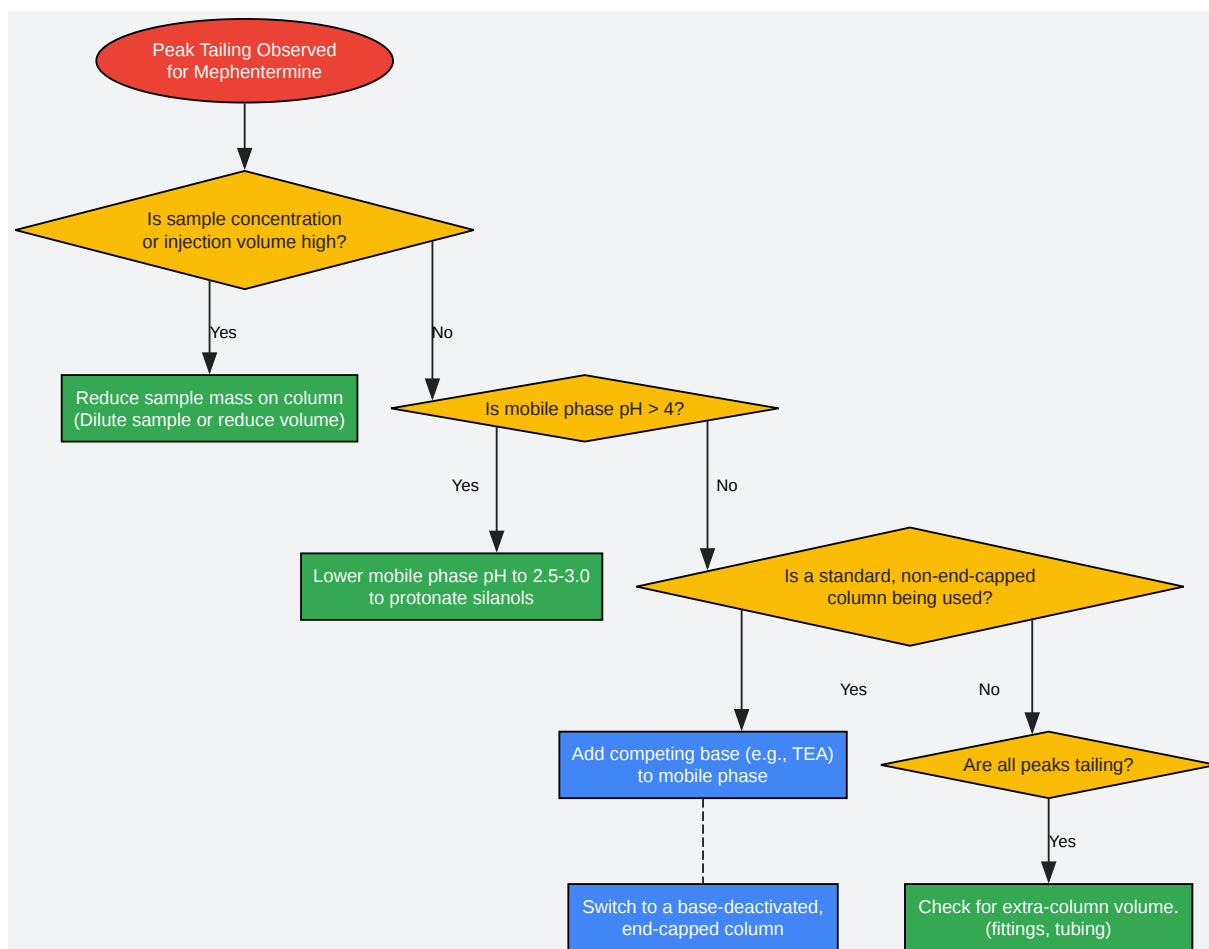 Peak Tailing Observed
for Mephentermine
Is sample concentration
or injection volume high?
Yes
No
Reduce sample mass on column
(Dilute sample or reduce volume)
Is mobile phase pH > 4?
Yes
No
Lower mobile phase pH to 2.5-3.0
to protonate silanols
Is a standard, non-end-capped
column being used?
Yes
No
Add competing base (e.g., TEA)
to mobile phase
Are all peaks tailing?
Yes
Switch to a base-deactivated,
end-capped column
Check for extra-column volume.
(fittings, tubing)